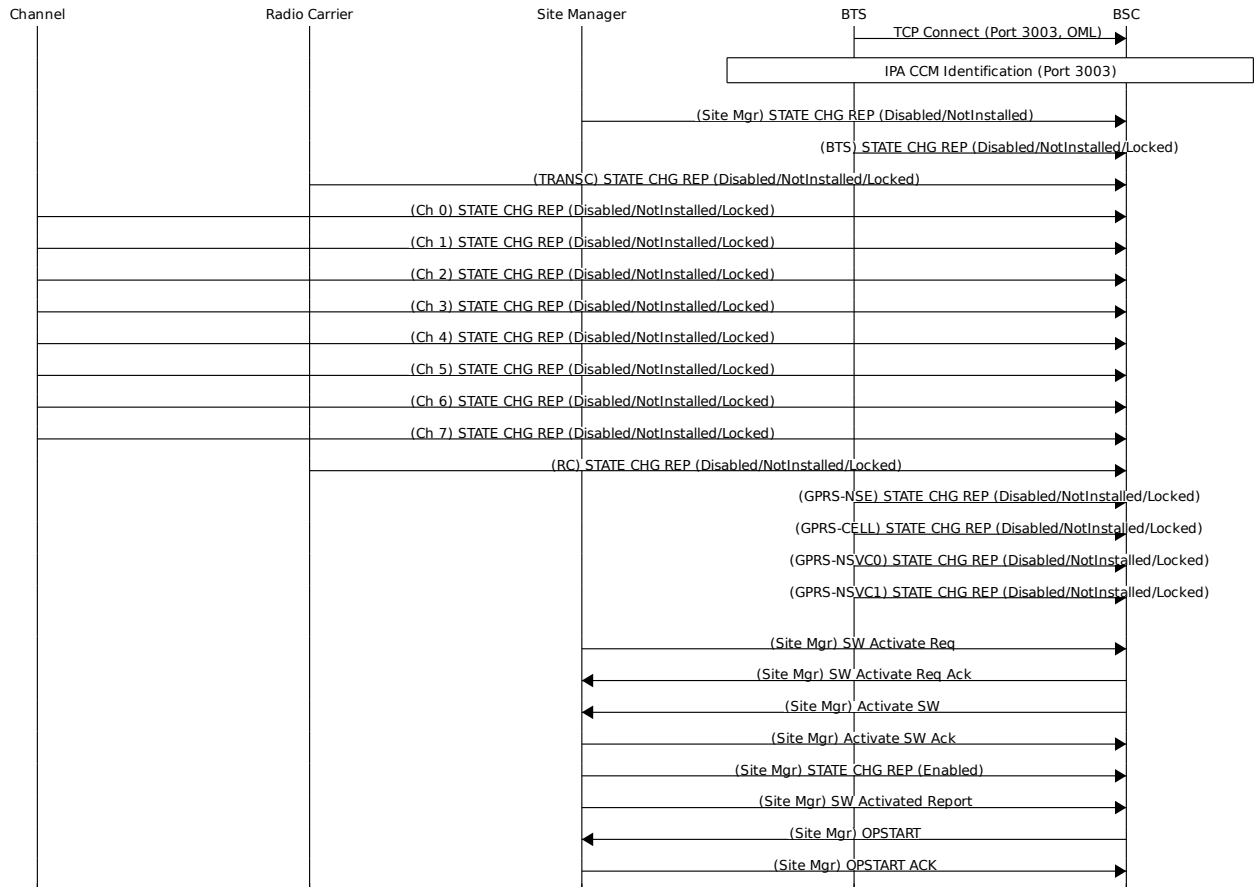 Channel Radio Carrier Site Manager BTS BSC
TCP Connect (Port 3003, OML)
IPA CCM Identification (Port 3003)
(Site Mgr) STATE CHG REP (Disabled/NotInstalled)
(BTS) STATE CHG REP (Disabled/NotInstalled/Locked)
(TRANSC) STATE CHG REP (Disabled/NotInstalled/Locked)
(Ch 0) STATE CHG REP (Disabled/NotInstalled/Locked)
(Ch 1) STATE CHG REP (Disabled/NotInstalled/Locked)
(Ch 2) STATE CHG REP (Disabled/NotInstalled/Locked)
(Ch 3) STATE CHG REP (Disabled/NotInstalled/Locked)
(Ch 4) STATE CHG REP (Disabled/NotInstalled/Locked)
(Ch 5) STATE CHG REP (Disabled/NotInstalled/Locked)
(Ch 6) STATE CHG REP (Disabled/NotInstalled/Locked)
(Ch 7) STATE CHG REP (Disabled/NotInstalled/Locked)
(RC) STATE CHG REP (Disabled/NotInstalled/Locked)
(GPRS-NSE) STATE CHG REP (Disabled/NotInstalled/Locked)
(GPRS-CELL) STATE CHG REP (Disabled/NotInstalled/Locked)
(GPRS-NSVC0) STATE CHG REP (Disabled/NotInstalled/Locked)
(GPRS-NSVC1) STATE CHG REP (Disabled/NotInstalled/Locked)
(Site Mgr) SW Activate Req
(Site Mgr) SW Activate Req Ack
(Site Mgr) Activate SW
(Site Mgr) Activate SW Ack
(Site Mgr) STATE CHG REP (Enabled)
(Site Mgr) SW Activated Report
(Site Mgr) OPSTART
(Site Mgr) OPSTART ACK